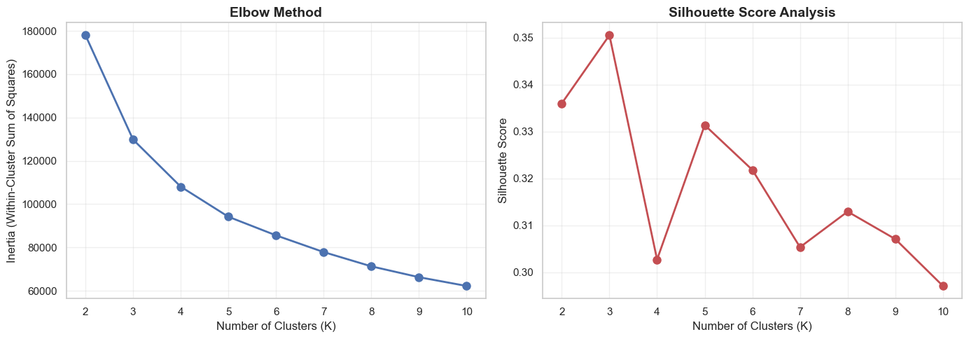 Elbow Method
Inertia (Within-Cluster Sum of Squares)
180000
160000
140000
120000
100000
80000
60000
2 3 4 5 6 7 8 9 10
Number of Clusters (K)
Silhouette Score Analysis
Silhouette Score
0.35
0.34
0.33
0.32
0.31
0.30
2 3 4 5 6 7 8 9 10
Number of Clusters (K)